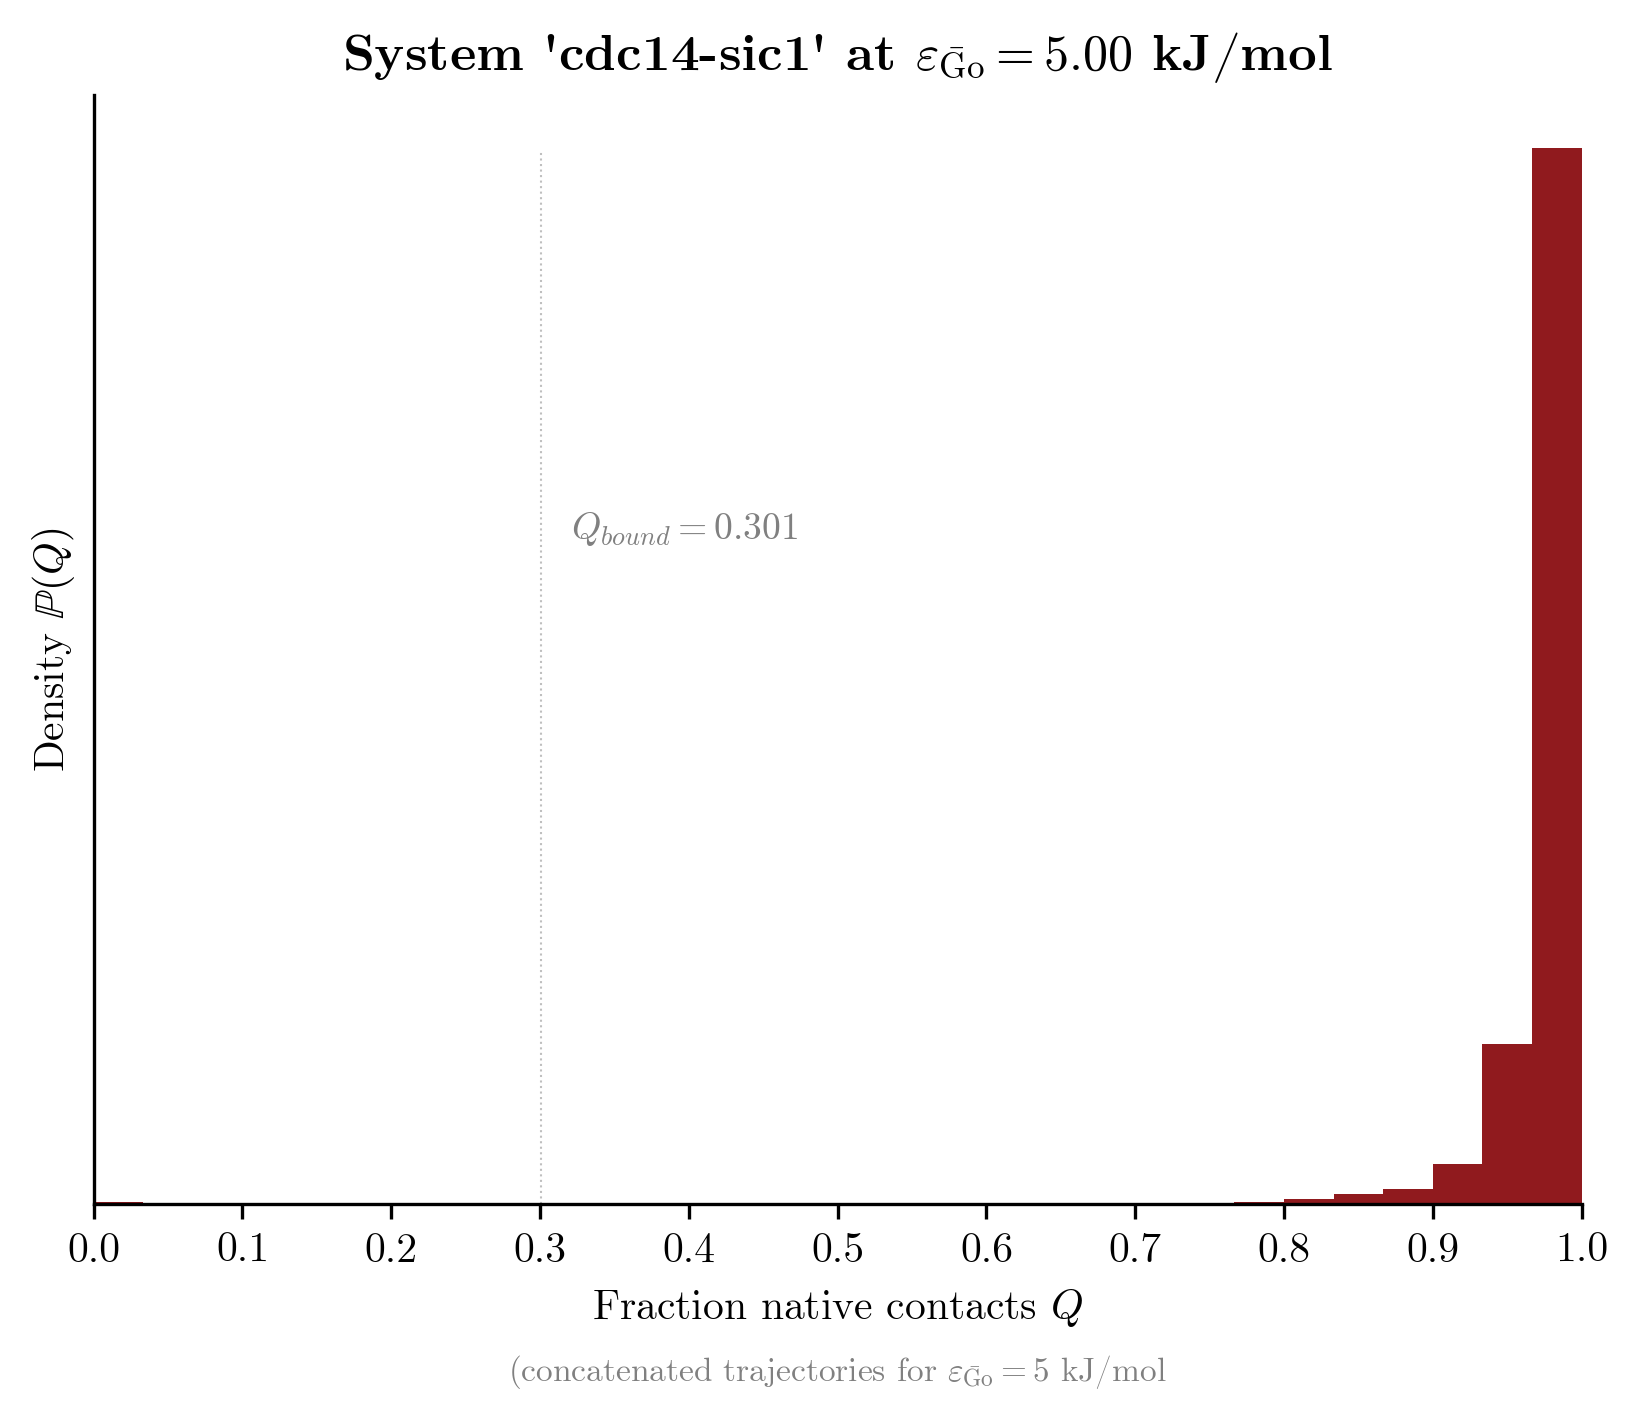 System 'cdc14-sic1' at ε_Ḡo = 5.00 kJ/mol
Density ℙ(Q)
Q_bound = 0.301
0.0 0.1 0.2 0.3 0.4 0.5 0.6 0.7 0.8 0.9 1.0
Fraction native contacts Q
(concatenated trajectories for ε_Ḡo = 5 kJ/mol